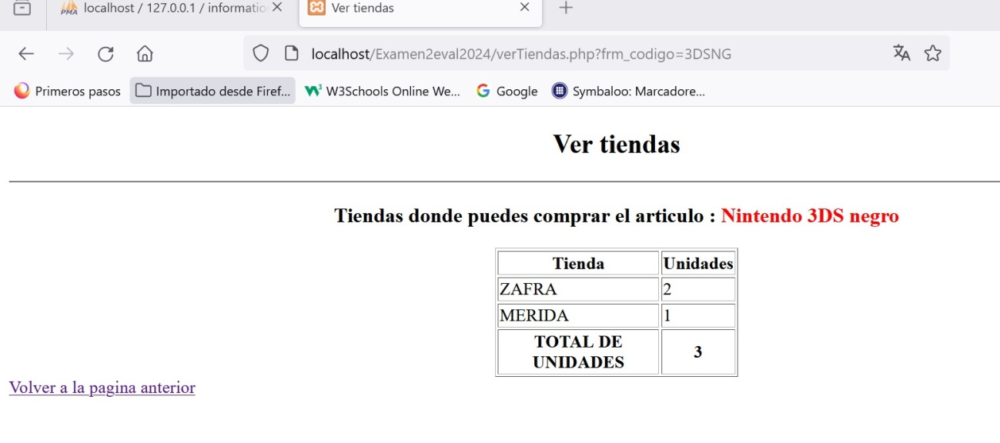 PMA localhost / 127.0.0.1 / informatio
Ver tiendas
localhost/Examen2eval2024/verTiendas.php?frm_codigo=3DSNG
Primeros pasos Importado desde Firef... W3Schools Online We... Google Symbaloo: Marcadore...
Ver tiendas
Tiendas donde puedes comprar el articulo : Nintendo 3DS negro
Tienda Unidades
ZAFRA 2
MERIDA 1
TOTAL DE
UNIDADES 3
Volver a la pagina anterior